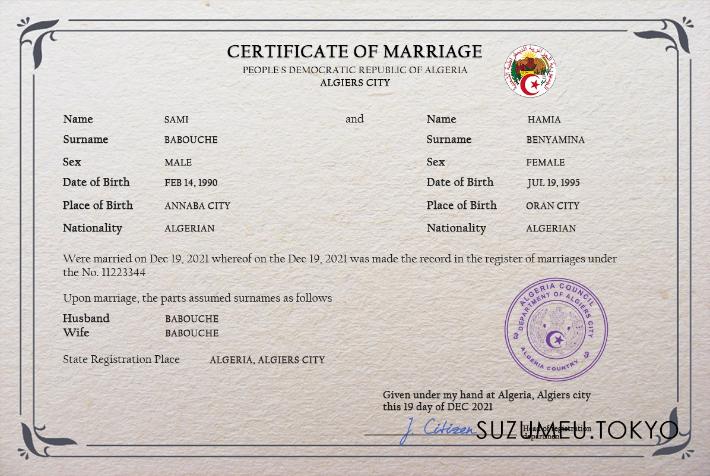 CERTIFICATE OF MARRIAGE
PEOPLE'S DEMOCRATIC REPUBLIC OF ALGERIA
ALGIERS CITY
Name SAMI and Name HAMIA
Surname BABOUCHE Surname BENYAMINA
Sex MALE Sex FEMALE
Date of Birth FEB 14, 1990 Date of Birth JUL 19, 1995
Place of Birth ANNABA CITY Place of Birth ORAN CITY
Nationality ALGERIAN Nationality ALGERIAN
Were married on Dec 19, 2021 whereof on the Dec 19, 2021 was made the record in the register of marriages under
the No. 11223344
Upon marriage, the parts assumed surnames as follows
Husband BABOUCHE
Wife BABOUCHE
State Registration Place ALGERIA, ALGIERS CITY
ALGERIA COUNCIL
DEPARTMENT OF ALGIERS CITY
ALGERIA COUNTRY
Given under my hand at Algeria, Algiers city
this 19 day of DEC 2021
J. Citizen
Head of registration
department
SUZUMEU.TOKYO